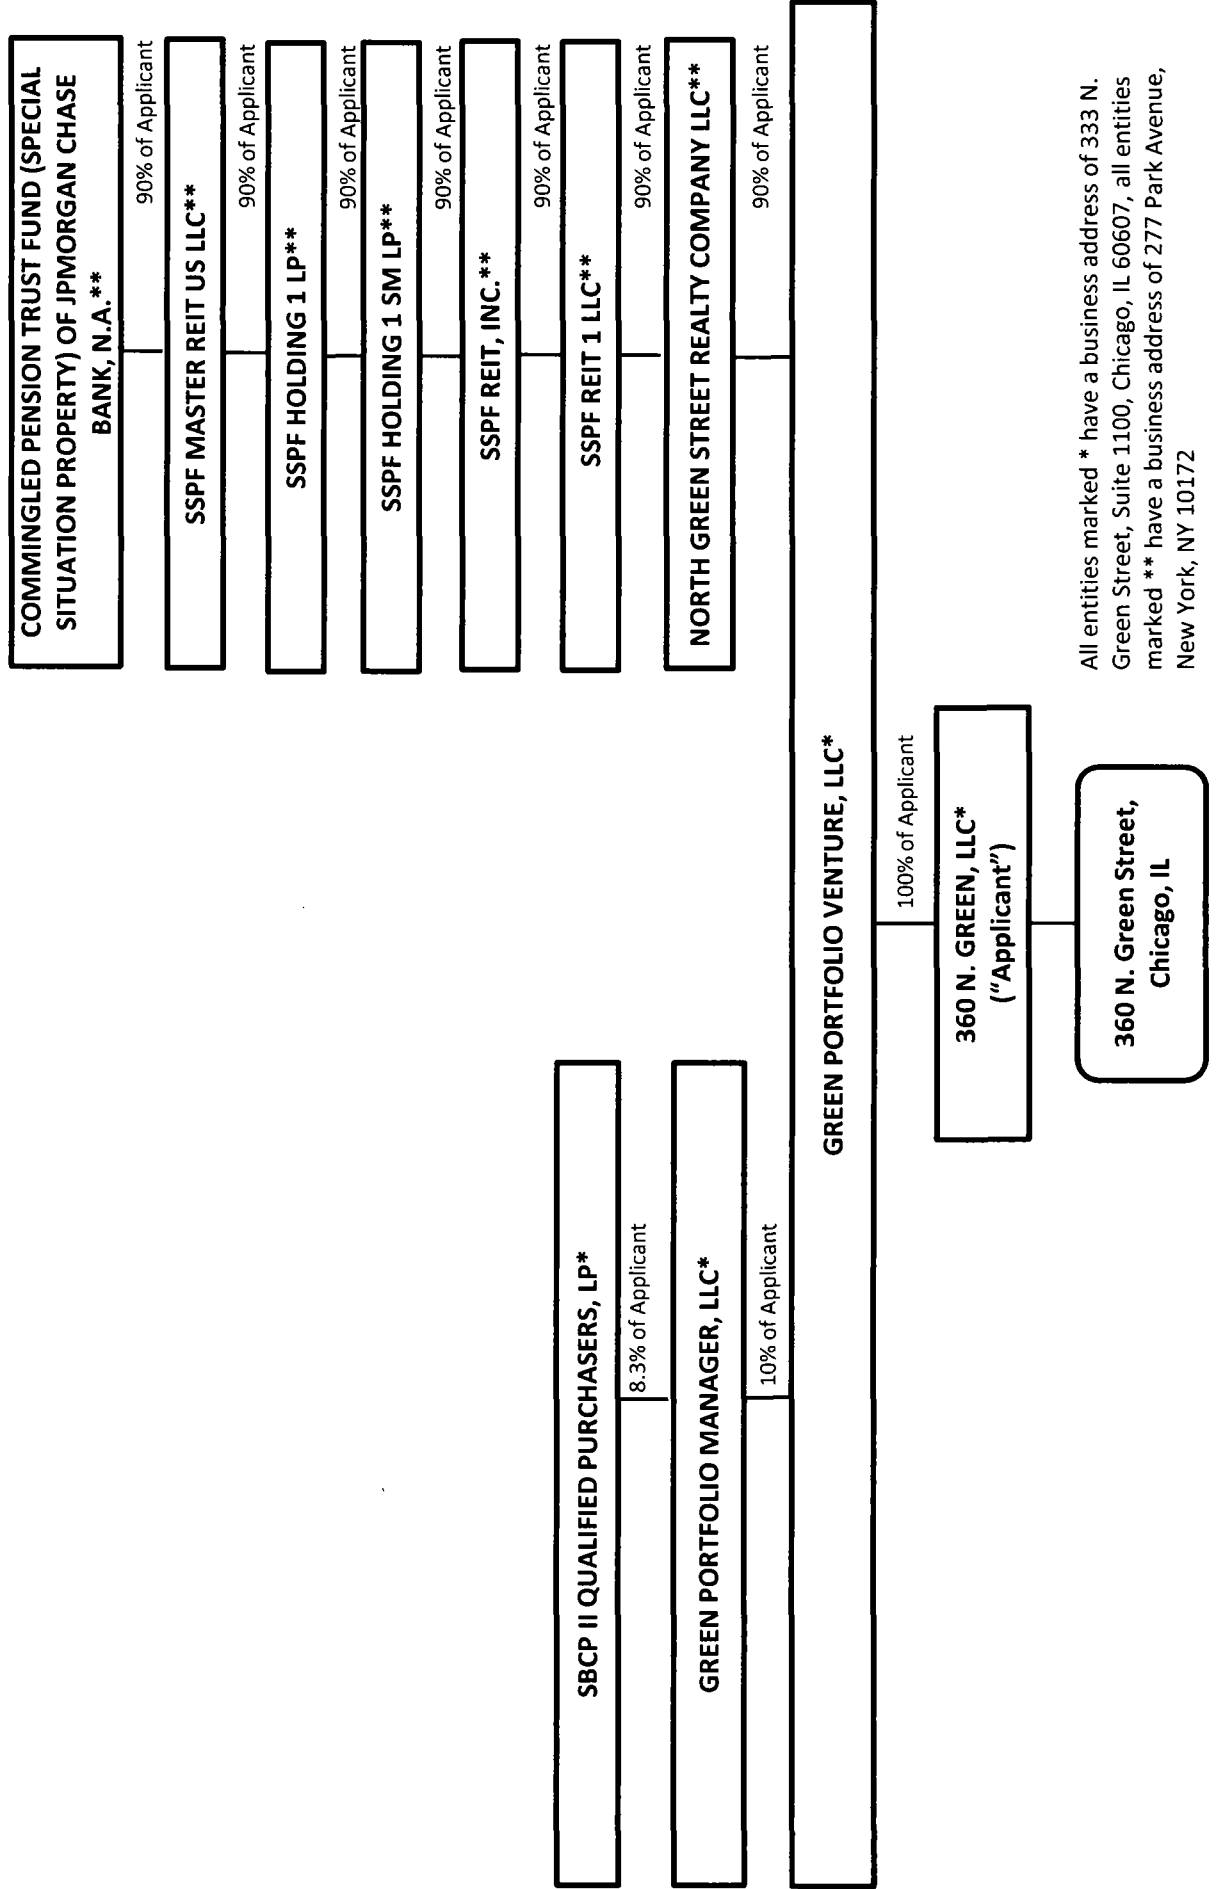 COMMINGLED PENSION TRUST FUND (SPECIAL
SITUATION PROPERTY) OF JPMORGAN CHASE
BANK, N.A.**
90% of Applicant
SSPF MASTER REIT US LLC**
90% of Applicant
SSPF HOLDING 1 LP**
90% of Applicant
SSPF HOLDING 1 SM LP**
90% of Applicant
SSPF REIT, INC.**
90% of Applicant
SSPF REIT 1 LLC**
90% of Applicant
NORTH GREEN STREET REALTY COMPANY LLC**
90% of Applicant
SBCP II QUALIFIED PURCHASERS, LP*
8.3% of Applicant
GREEN PORTFOLIO MANAGER, LLC*
10% of Applicant
GREEN PORTFOLIO VENTURE, LLC*
100% of Applicant
360 N. GREEN, LLC*
("Applicant")
360 N. Green Street,
Chicago, IL
All entities marked * have a business address of 333 N.
Green Street, Suite 1100, Chicago, IL 60607, all entities
marked ** have a business address of 277 Park Avenue,
New York, NY 10172